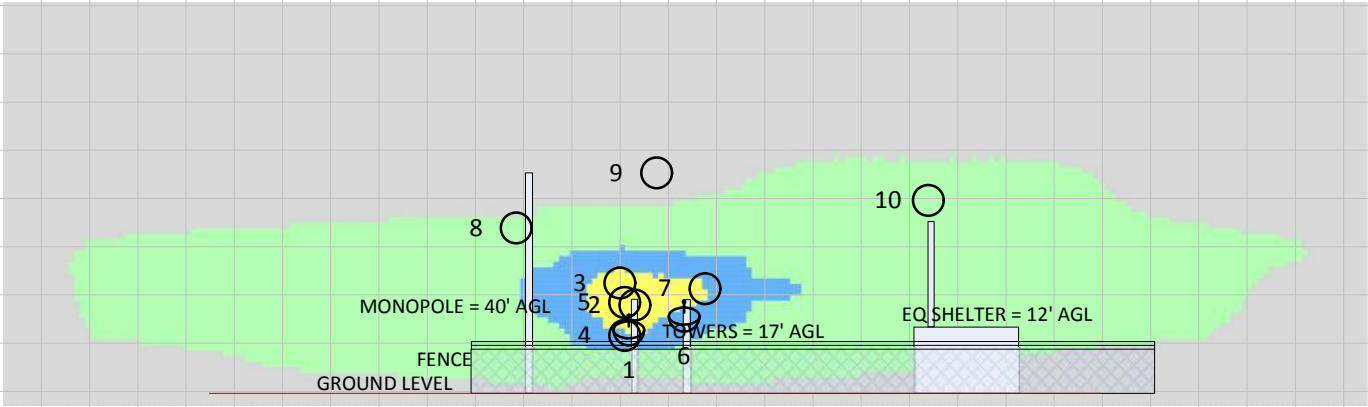 9
10
8
3
7
5
2
MONOPOLE = 40' AGL
EQ SHELTER = 12' AGL
4
TOWERS = 17' AGL
FENCE
6
1
GROUND LEVEL